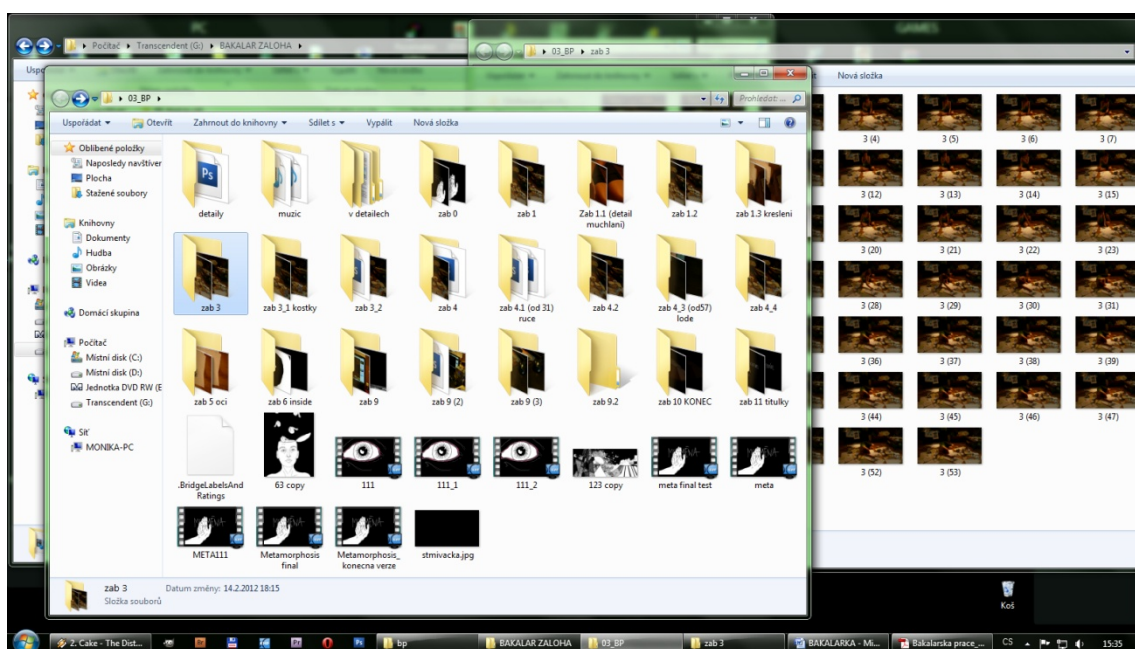 PC
GAMES
Počítač ▸ Transcendent (G:) ▸ BAKALAR ZALOHA ▸
▸ 03_BP ▸ zab 3
Nová složka
▸ 03_BP ▸
Prohledat: ...
Uspořádat
Otevřít
Zahrnout do knihovny
Sdílet s
Vypálit
Nová složka
Oblíbené položky
Naposledy navštiver
Plocha
Stažené soubory
Knihovny
Dokumenty
Hudba
Obrázky
Videa
Domácí skupina
Počítač
Místní disk (C:)
Místní disk (D:)
Jednotka DVD RW (E
Transcendent (G:)
Síť
MONIKA-PC
detaily
muzic
v detailech
zab 0
zab 1
Zab 1.1 (detail
muchlani)
zab 1.2
zab 1.3 kresleni
zab 3
zab 3_1 kostky
zab 3_2
zab 4
zab 4.1 (od 31)
ruce
zab 4.2
zab 4_3 (od57)
lode
zab 4_4
zab 5 oci
zab 6 inside
zab 9
zab 9 (2)
zab 9 (3)
zab 9.2
zab 10 KONEC
zab 11 titulky
.BridgeLabelsAnd
Ratings
63 copy
111
111_1
111_2
123 copy
meta final test
meta
META111
Metamorphosis
final
Metamorphosis_
konecna verze
stmivacka.jpg
3 (4)
3 (5)
3 (6)
3 (7)
3 (12)
3 (13)
3 (14)
3 (15)
3 (20)
3 (21)
3 (22)
3 (23)
3 (28)
3 (29)
3 (30)
3 (31)
3 (36)
3 (37)
3 (38)
3 (39)
3 (44)
3 (45)
3 (46)
3 (47)
3 (52)
3 (53)
zab 3
Datum změny: 14.2.2012 18:15
Složka souborů
Koš
2. Cake - The Dist...
bp
BAKALAR ZALOHA
03_BP
zab 3
BAKALARKA - Mi...
Bakalarska prace_...
CS
15:35